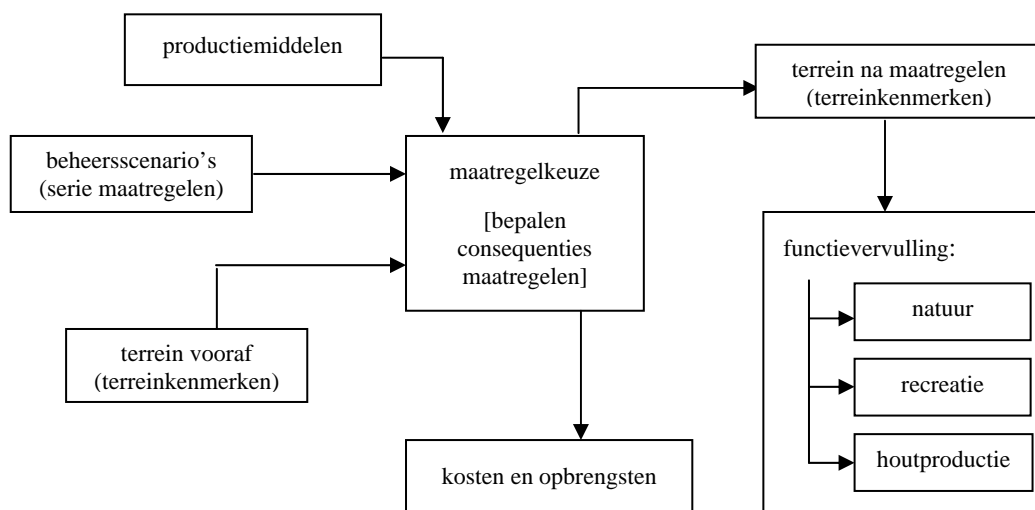 productiemiddelen
terrein na maatregelen
(terreinkenmerken)
beheersscenario's
(serie maatregelen)
maatregelkeuze
[bepalen
consequenties
maatregelen]
functievervulling:
natuur
terrein vooraf
(terreinkenmerken)
recreatie
houtproductie
kosten en opbrengsten